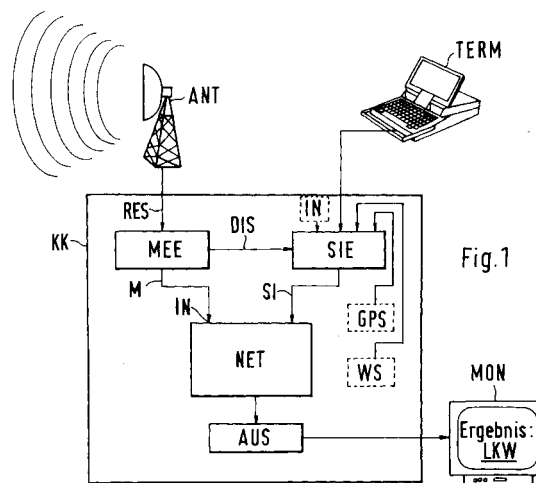 TERM
ANT
RES
IN
KK
MEE
DIS
SIE
Fig.1
M
IN
SI
GPS
NET
WS
MON
AUS
Ergebnis:
LKW